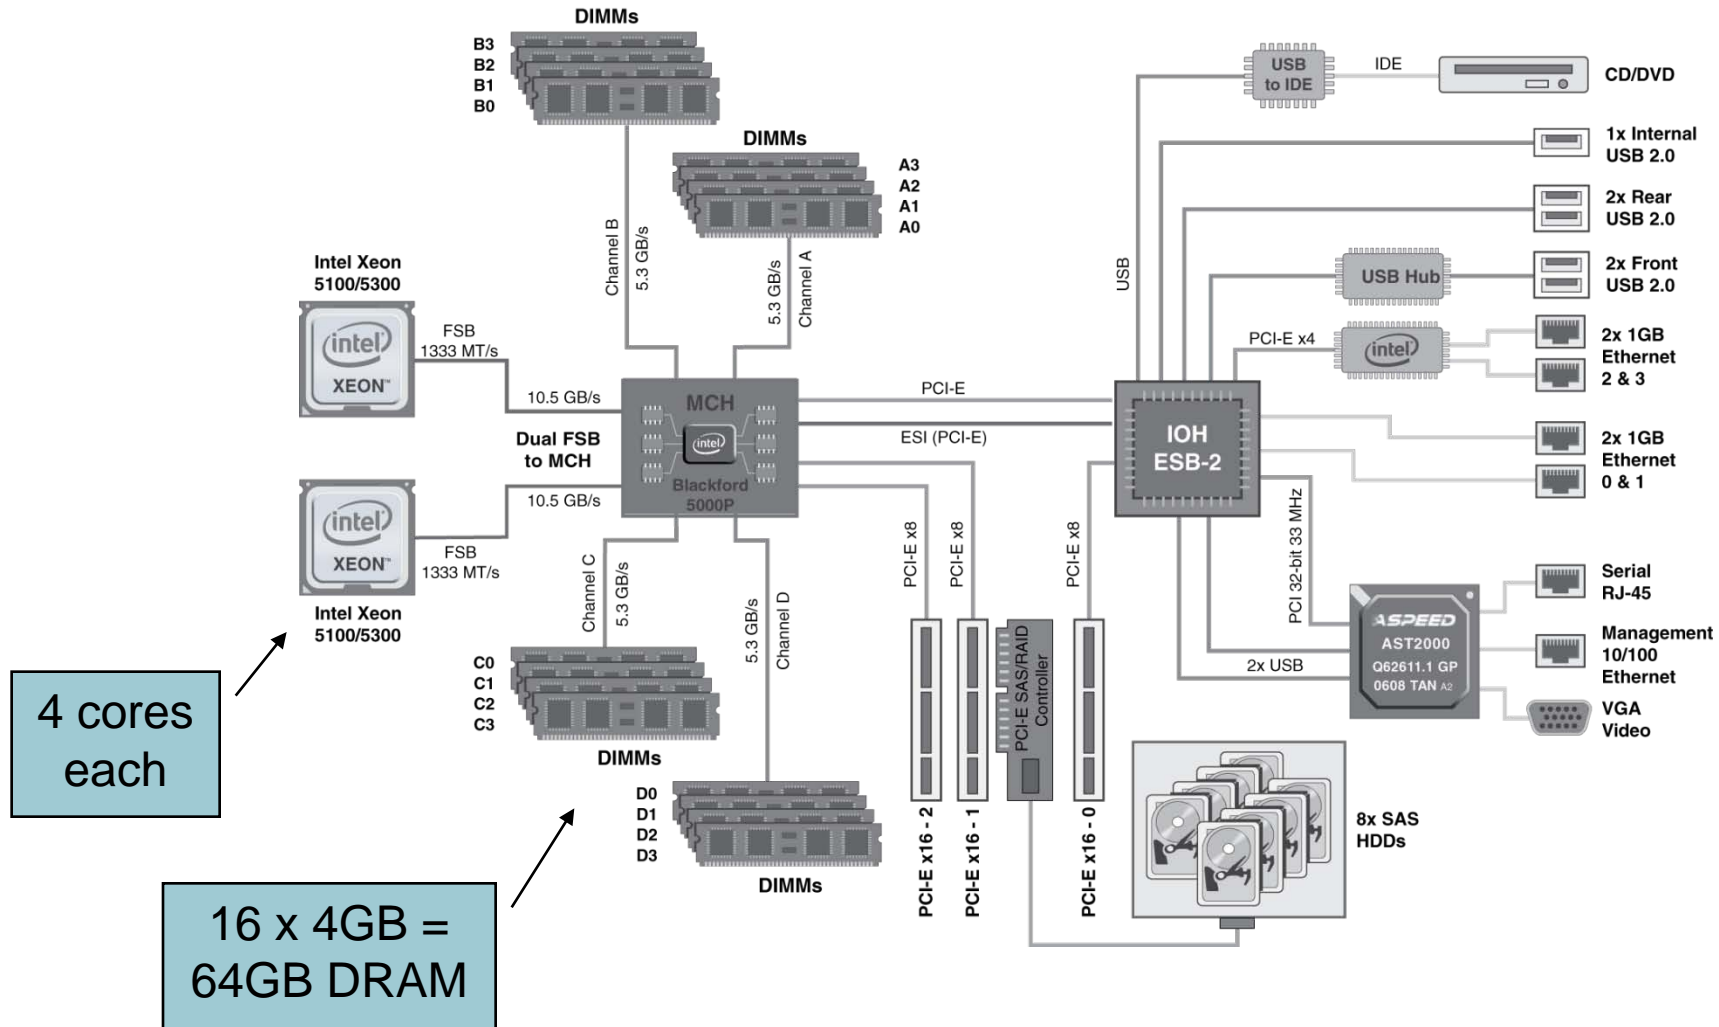 DIMMs
B3
B2
B1
B0
DIMMs
A3
A2
A1
A0
Channel B
5.3 GB/s
5.3 GB/s
Channel A
Intel Xeon
5100/5300
intel
XEON™
FSB
1333 MT/s
10.5 GB/s
Dual FSB
to MCH
10.5 GB/s
intel
XEON™
FSB
1333 MT/s
Intel Xeon
5100/5300
4 cores
each
MCH
intel
Blackford
5000P
Channel C
5.3 GB/s
5.3 GB/s
Channel D
C0
C1
C2
C3
DIMMs
D0
D1
D2
D3
DIMMs
16 x 4GB =
64GB DRAM
PCI-E
ESI (PCI-E)
PCI-E x8
PCI-E x8
PCI-E x8
PCI-E x16 - 2
PCI-E x16 - 1
PCI-E SAS/RAID
Controller
PCI-E x16 - 0
IOH
ESB-2
USB
USB
to IDE
IDE
CD/DVD
1x Internal
USB 2.0
2x Rear
USB 2.0
USB Hub
2x Front
USB 2.0
PCI-E x4
intel
2x 1GB
Ethernet
2 & 3
2x 1GB
Ethernet
0 & 1
PCI 32-bit 33 MHz
2x USB
ASPEED
AST2000
Q62611.1 GP
0608 TAN A2
Serial
RJ-45
Management
10/100
Ethernet
VGA
Video
8x SAS
HDDs